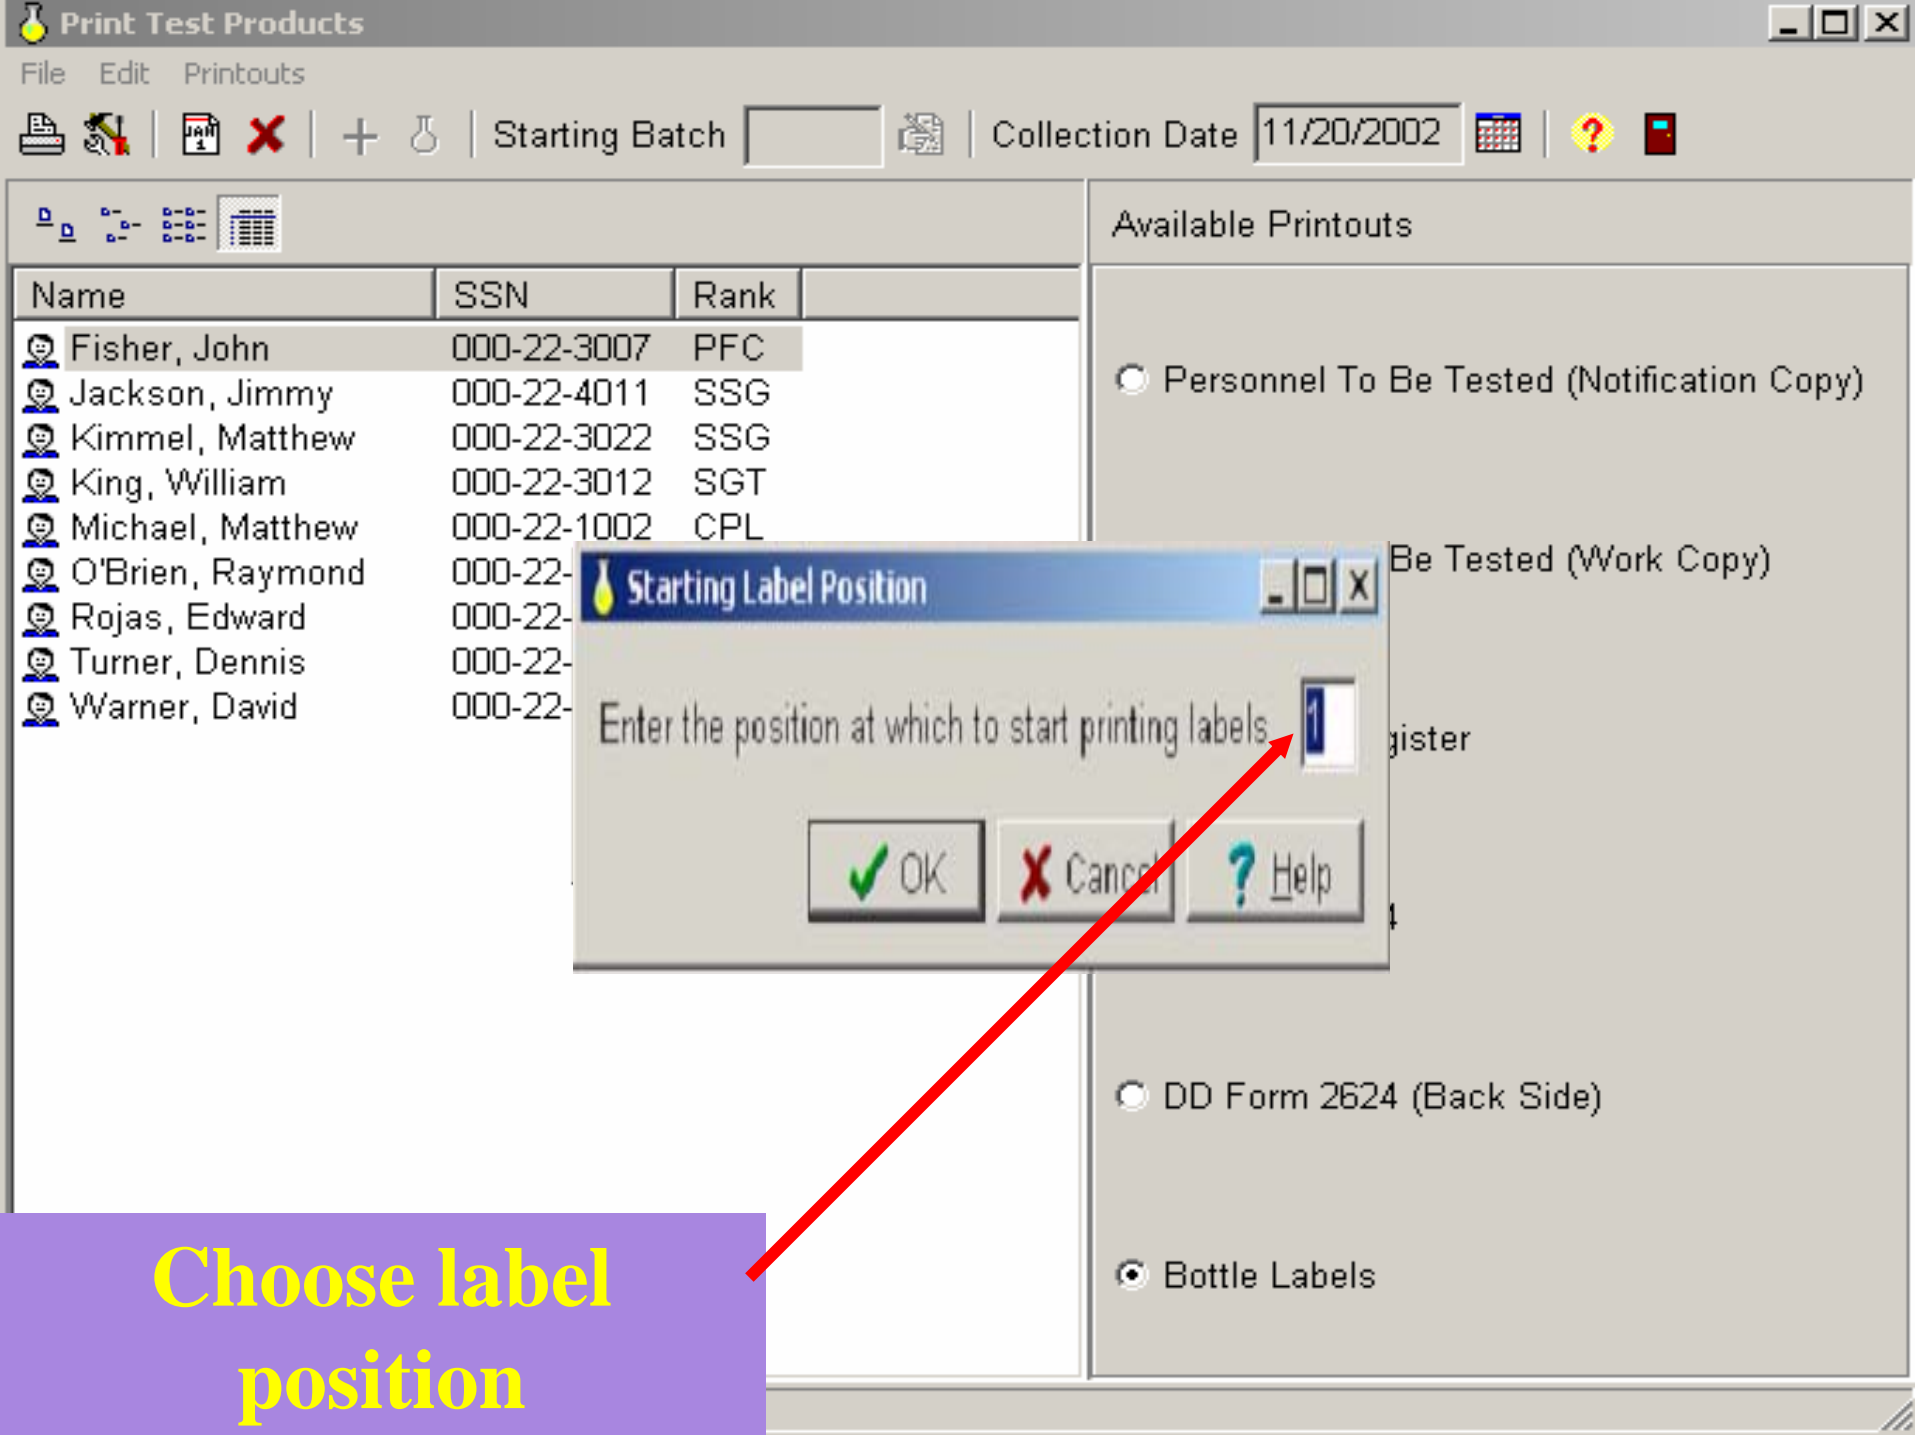 Print Test Products
File Edit Printouts
JAN 1
Starting Batch
Collection Date 11/20/2002
Available Printouts
Name SSN Rank
Fisher, John 000-22-3007 PFC
Jackson, Jimmy 000-22-4011 SSG
Kimmel, Matthew 000-22-3022 SSG
King, William 000-22-3012 SGT
Michael, Matthew 000-22-1002 CPL
O'Brien, Raymond 000-22-
Rojas, Edward 000-22-
Turner, Dennis 000-22-
Warner, David 000-22-
Personnel To Be Tested (Notification Copy)
Be Tested (Work Copy)
gister
4
DD Form 2624 (Back Side)
Bottle Labels
Starting Label Position
Enter the position at which to start printing labels 1
OK Cancel Help
Choose label
position